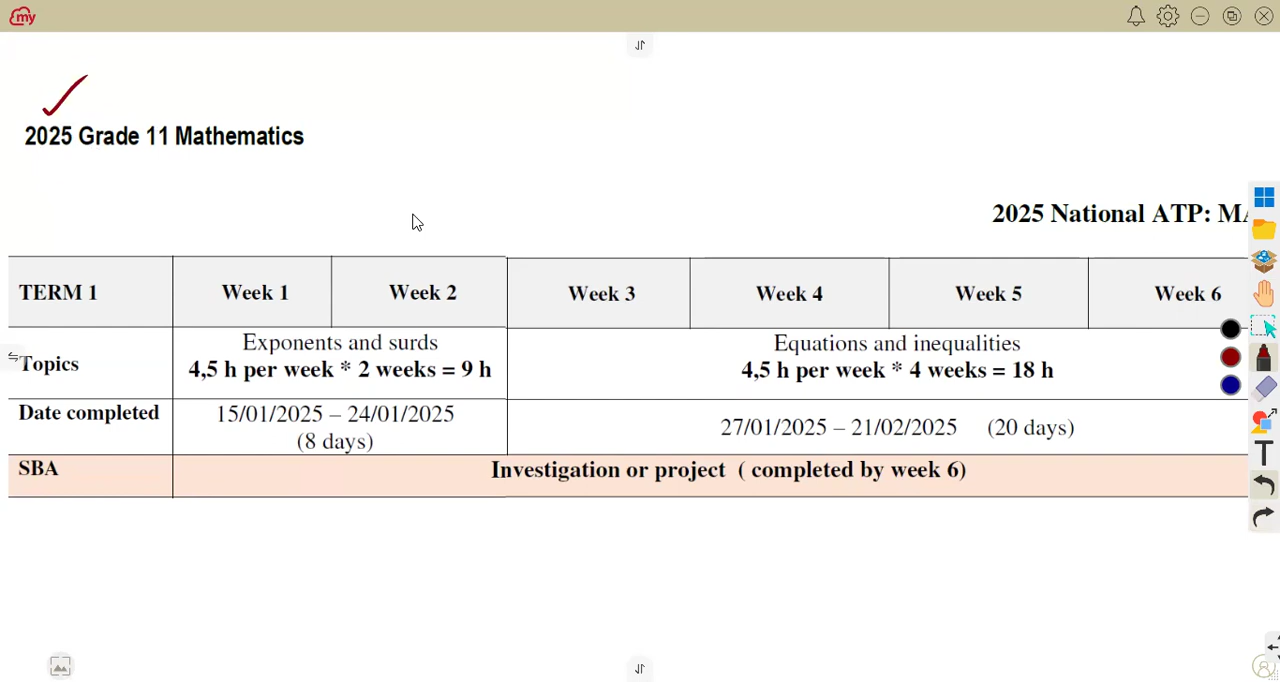 my
2025 Grade 11 Mathematics
2025 National ATP: MA
TERM 1 Week 1 Week 2 Week 3 Week 4 Week 5 Week 6
Topics Exponents and surds Equations and inequalities
4,5 h per week * 2 weeks = 9 h 4,5 h per week * 4 weeks = 18 h
Date completed 15/01/2025 – 24/01/2025 27/01/2025 – 21/02/2025 (20 days)
(8 days)
SBA Investigation or project ( completed by week 6)
T